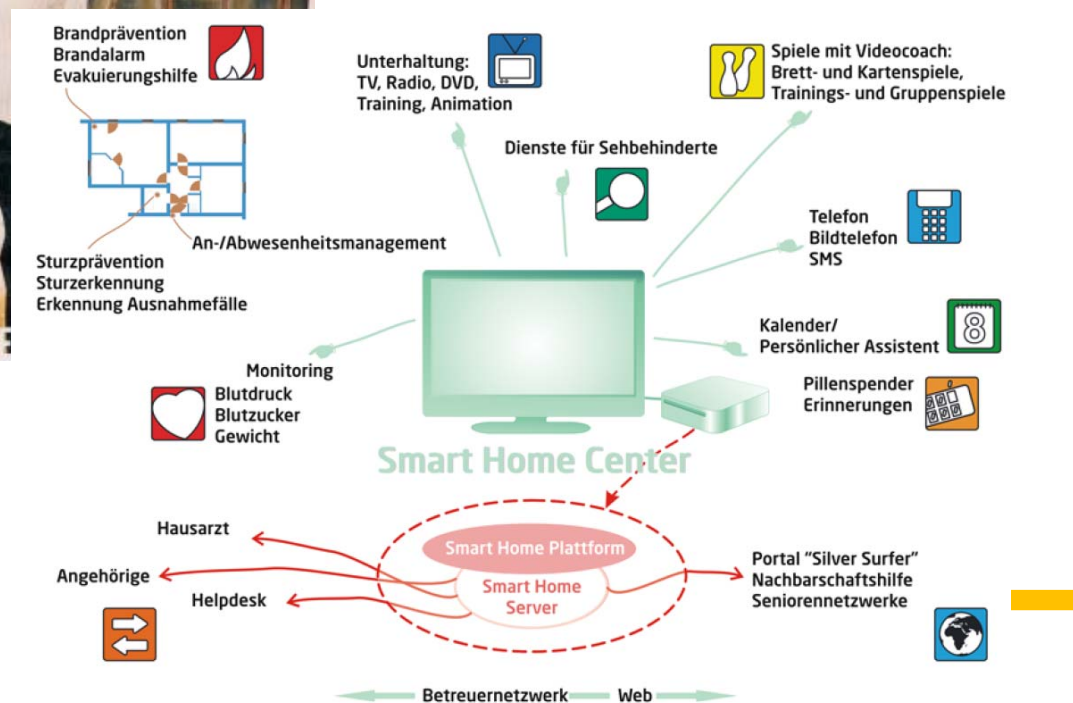 Brandprävention
Brandalarm
Evakuierungshilfe
Unterhaltung:
TV, Radio, DVD,
Training, Animation
Spiele mit Videocoach:
Brett- und Kartenspiele,
Trainings- und Gruppenspiele
Dienste für Sehbehinderte
An-/Abwesenheitsmanagement
Sturzprävention
Sturzerkennung
Erkennung Ausnahmefälle
Telefon
Bildtelefon
SMS
Kalender/
Persönlicher Assistent
8
Monitoring
Blutdruck
Blutzucker
Gewicht
Pillenspender
Erinnerungen
Smart Home Center
Smart Home Plattform
Smart Home
Server
Hausarzt
Angehörige
Helpdesk
Portal "Silver Surfer"
Nachbarschaftshilfe
Seniorennetzwerke
Betreuernetzwerk Web